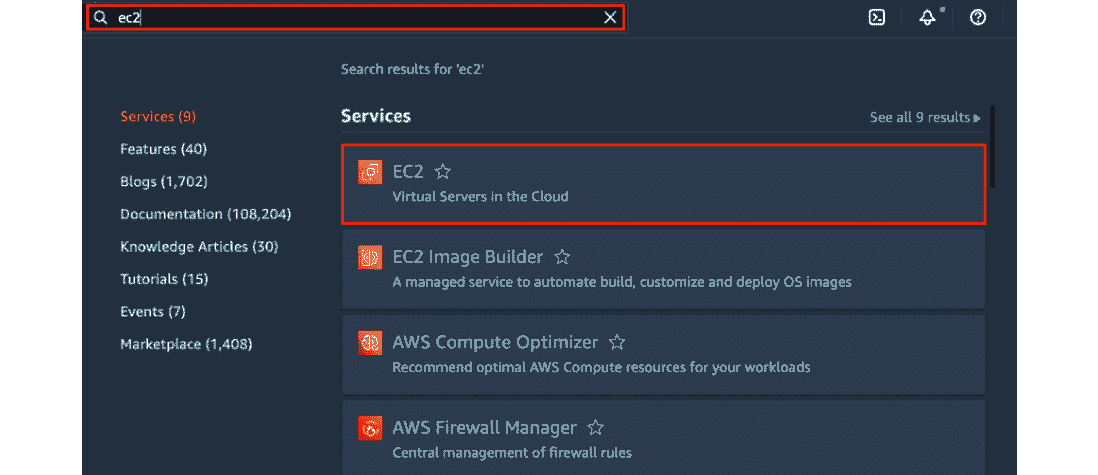 ec2
Search results for 'ec2'
Services (9)
Features (40)
Blogs (1,702)
Documentation (108,204)
Knowledge Articles (30)
Tutorials (15)
Events (7)
Marketplace (1,408)
Services
See all 9 results
EC2
Virtual Servers in the Cloud
EC2 Image Builder
A managed service to automate build, customize and deploy OS images
AWS Compute Optimizer
Recommend optimal AWS Compute resources for your workloads
AWS Firewall Manager
Central management of firewall rules